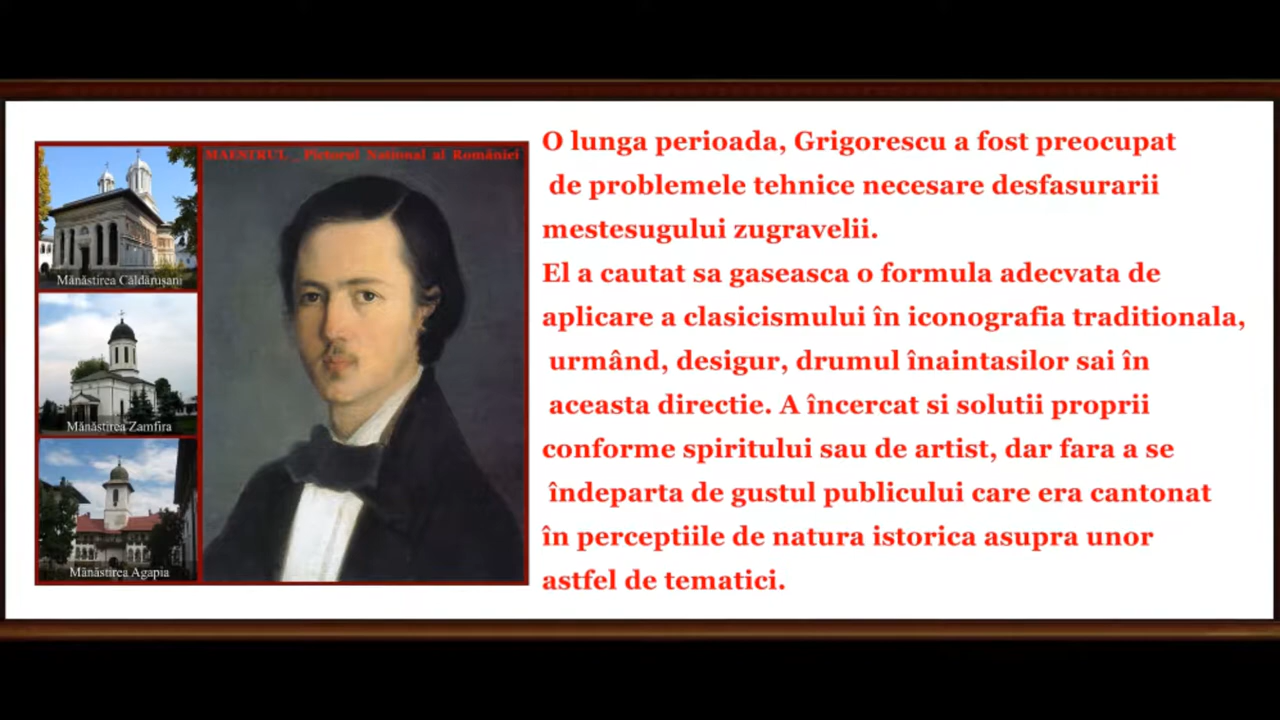 MAESTRUL _ Pictorul National al României
Mănăstirea Căldărușani
Mănăstirea Zamfira
Mănăstirea Agapia
O lunga perioada, Grigorescu a fost preocupat
de problemele tehnice necesare desfasurarii
mestesugului zugravelii.
El a cautat sa gaseasca o formula adecvata de
aplicare a clasicismului în iconografia traditionala,
urmând, desigur, drumul înaintasilor sai în
aceasta directie. A încercat si solutii proprii
conforme spiritului sau de artist, dar fara a se
îndeparta de gustul publicului care era cantonat
în perceptiile de natura istorica asupra unor
astfel de tematici.